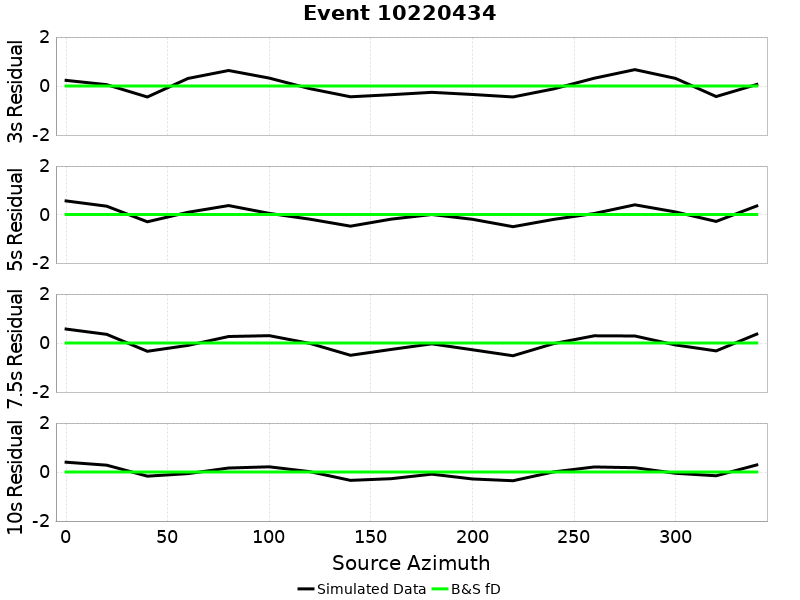 Event 10220434
3s Residual
2
0
-2
5s Residual
2
0
-2
7.5s Residual
2
0
-2
10s Residual
2
0
-2
0 50 100 150 200 250 300
Source Azimuth
Simulated Data B&S fD